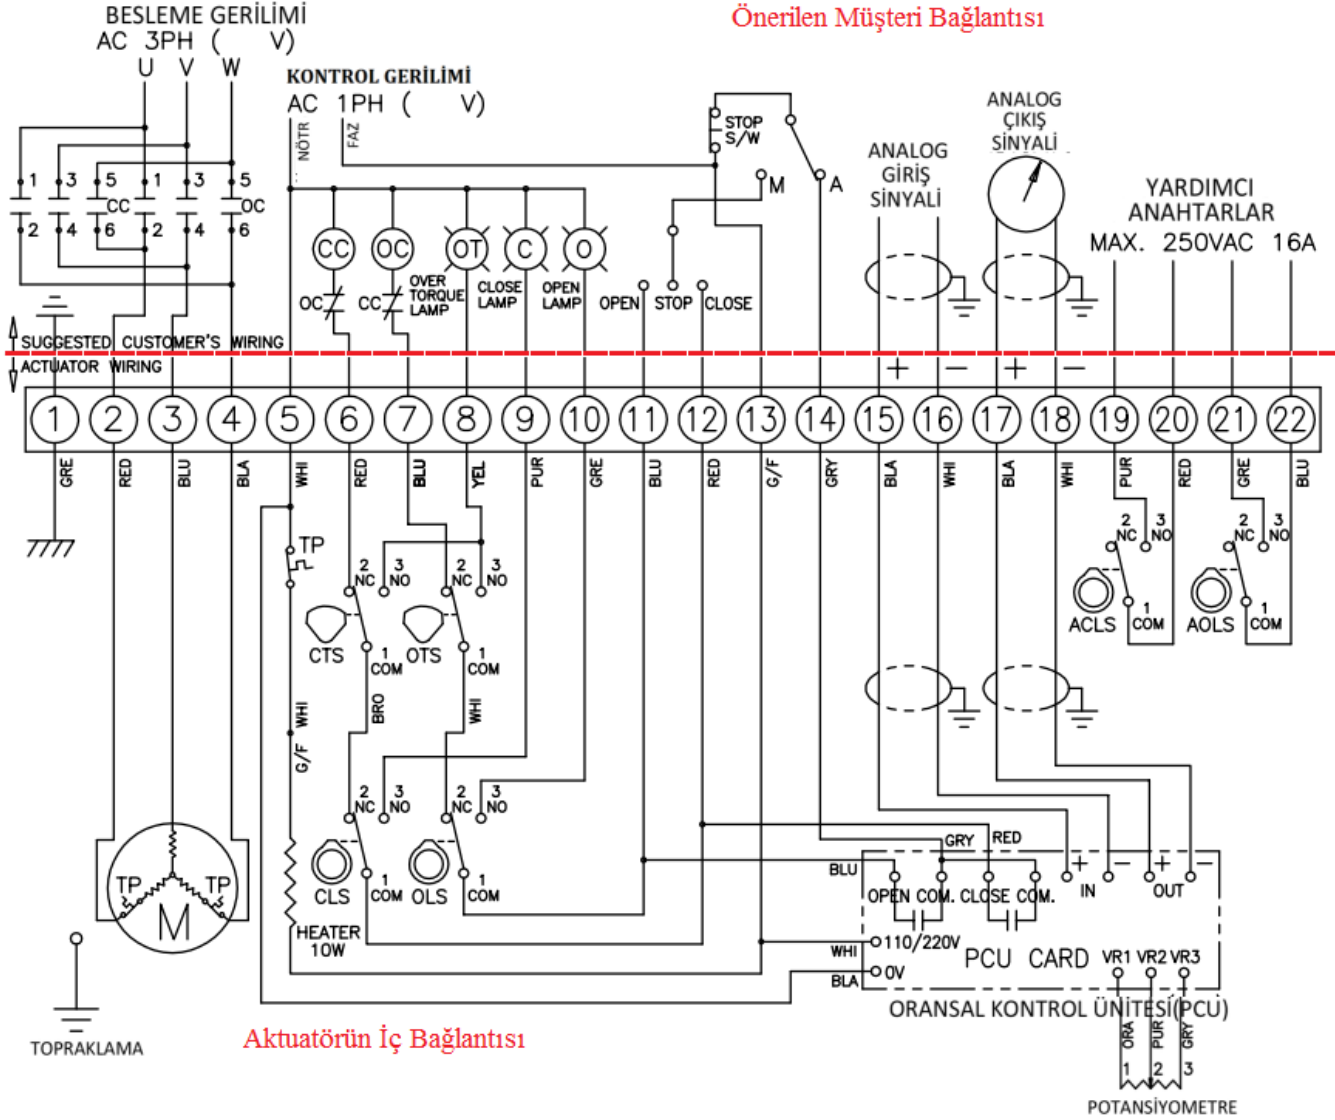 BESLEME GERİLİMİ
AC 3PH ( V)
U V W
Önerilen Müşteri Bağlantısı
KONTROL GERİLİMİ
AC 1PH ( V)
NÖTR
FAZ
STOP
S/W
M
A
ANALOG
GİRİŞ
SİNYALİ
ANALOG
ÇIKIŞ
SİNYALİ
YARDIMCI
ANAHTARLAR
MAX. 250VAC 16A
1 3 5 1 3 5
CC OC
2 4 6 2 4 6
CC OC OT C O
OC
CC
OVER
TORQUE
LAMP
CLOSE
LAMP
OPEN
LAMP
OPEN STOP CLOSE
SUGGESTED CUSTOMER'S WIRING
ACTUATOR WIRING
+ − + −
1 2 3 4 5 6 7 8 9 10 11 12 13 14 15 16 17 18 19 20 21 22
GRE RED BLU BLA WHI RED BLU YEL PUR GRE BLU RED G/F GRY BLA WHI BLA WHI PUR RED GRE BLU
TP
2 3
NC NO
2 3
NC NO
CTS
1
COM
OTS
1
COM
2 3
NC NO
2 3
NC NO
ACLS
1
COM
AOLS
1
COM
BRO
WHI
WHI
G/F
2 3
NC NO
2 3
NC NO
CLS
1
COM
OLS
1
COM
HEATER
10W
TP TP
M
TOPRAKLAMA
Aktuatörün İç Bağlantısı
GRY RED
BLU
+ − + −
IN OUT
OPEN COM. CLOSE COM.
WHI
110/220V
BLA
0V
PCU CARD
VR1 VR2 VR3
ORANSAL KONTROL ÜNİTESİ(PCÜ)
ORA PUR GRY
1 2 3
POTANSİYOMETRE